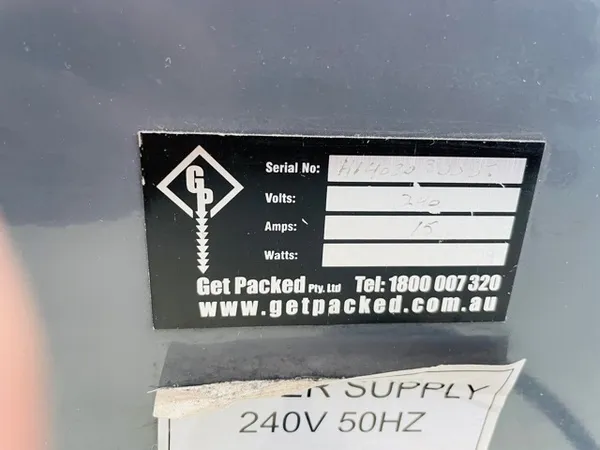 GP
Serial No:
Volts: 240
Amps: 15
Watts:
Get Packed Pty. Ltd Tel: 1800 007 320
www.getpacked.com.au
SUPPLY
240V 50HZ